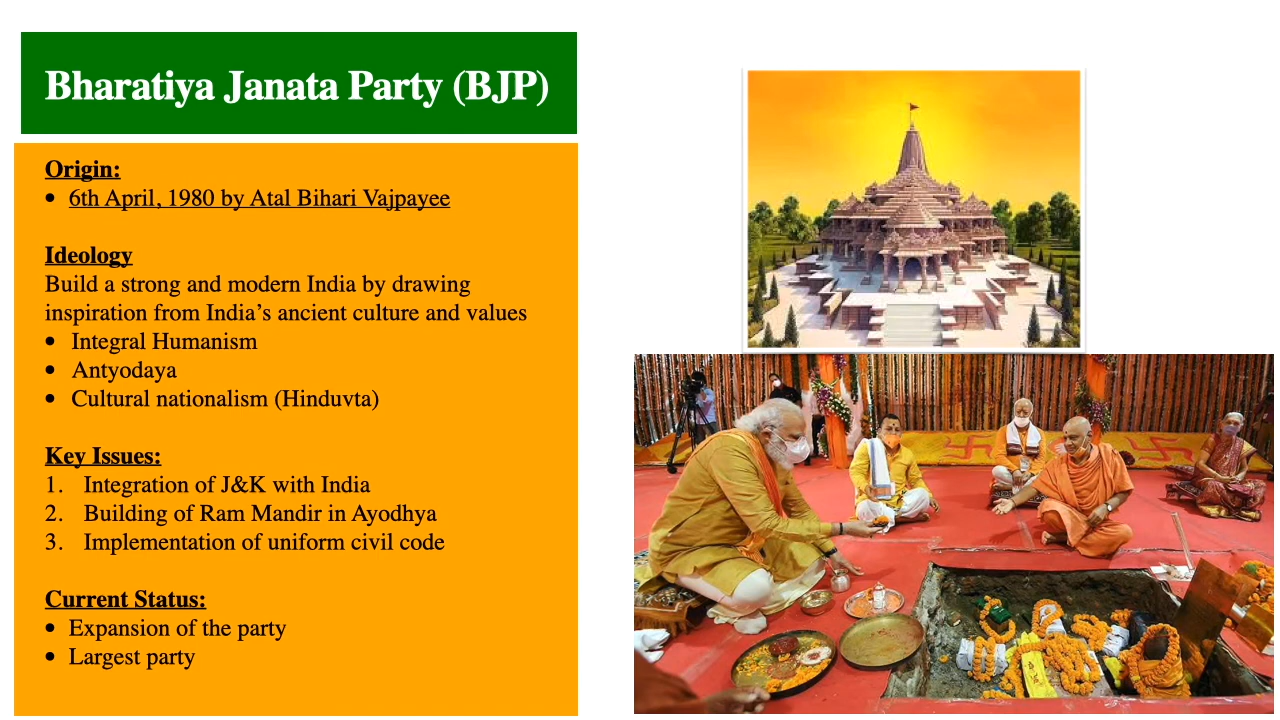 Bharatiya Janata Party (BJP)
Origin:
• 6th April, 1980 by Atal Bihari Vajpayee
Ideology
Build a strong and modern India by drawing
inspiration from India’s ancient culture and values
• Integral Humanism
• Antyodaya
• Cultural nationalism (Hinduvta)
Key Issues:
1. Integration of J&K with India
2. Building of Ram Mandir in Ayodhya
3. Implementation of uniform civil code
Current Status:
• Expansion of the party
• Largest party